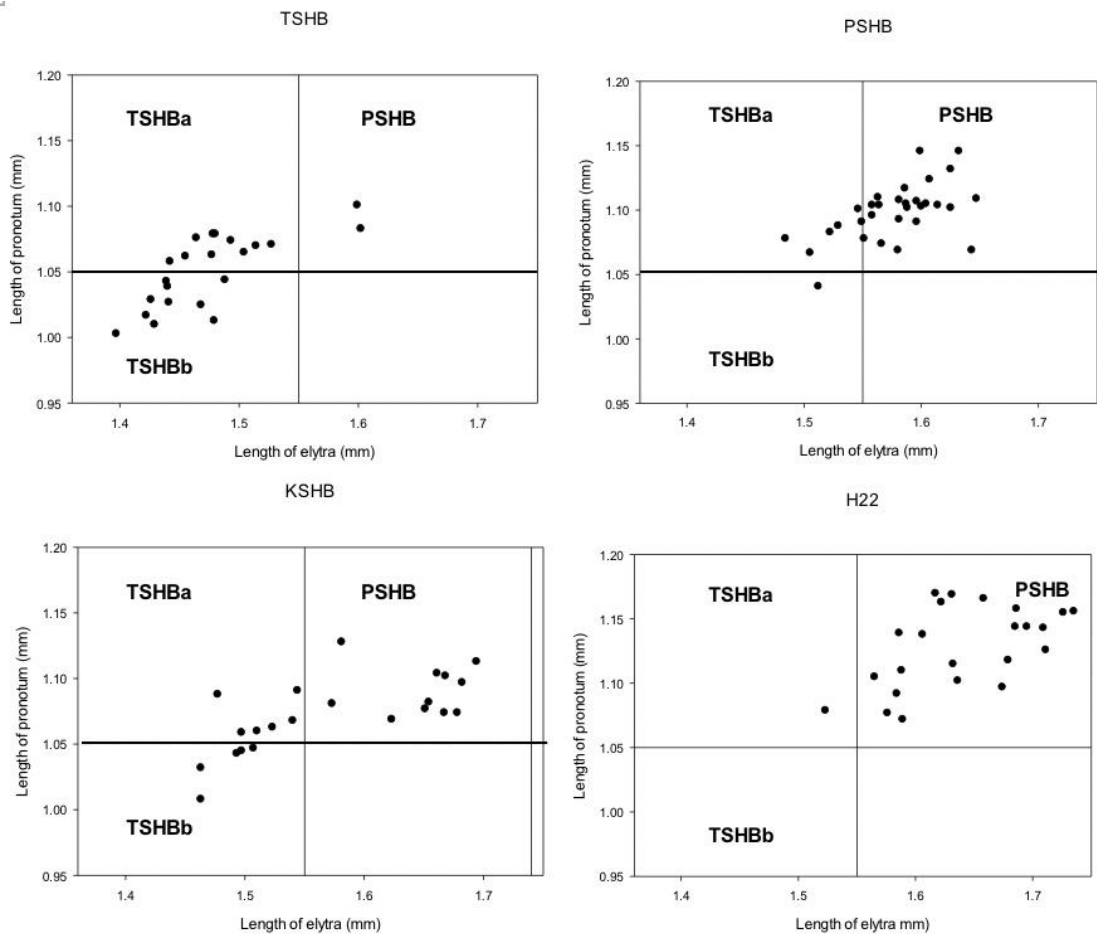 TSHB
1.20
1.15
1.10
1.05
1.00
0.95
Length of pronotum (mm)
TSHBa
PSHB
TSHBb
1.4 1.5 1.6 1.7
Length of elytra (mm)
PSHB
1.20
1.15
1.10
1.05
1.00
0.95
Length of pronotum (mm)
TSHBa
PSHB
TSHBb
1.4 1.5 1.6 1.7
Length of elytra (mm)
KSHB
1.20
1.15
1.10
1.05
1.00
0.95
Length of pronotum (mm)
TSHBa
PSHB
TSHBb
1.4 1.5 1.6 1.7
Length of elytra (mm)
H22
1.20
1.15
1.10
1.05
1.00
0.95
Length of pronotum (mm)
TSHBa
PSHB
TSHBb
1.4 1.5 1.6 1.7
Length of elytra mm)